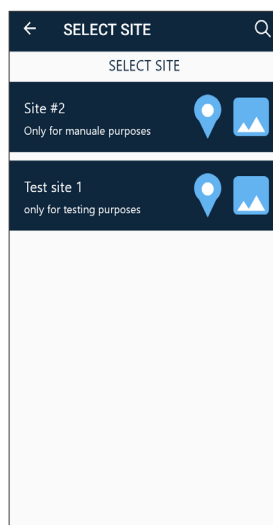 SELECT SITE
SELECT SITE
Site #2
Only for manuale purposes
Test site 1
only for testing purposes